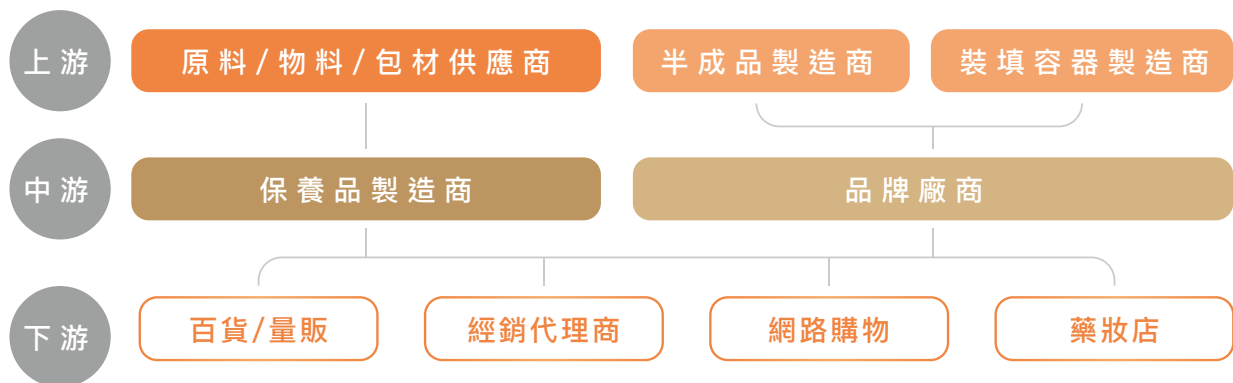 上游
原料/物料/包材供應商
半成品製造商
裝填容器製造商
中游
保養品製造商
品牌廠商
下游
百貨/量販
經銷代理商
網路購物
藥妝店